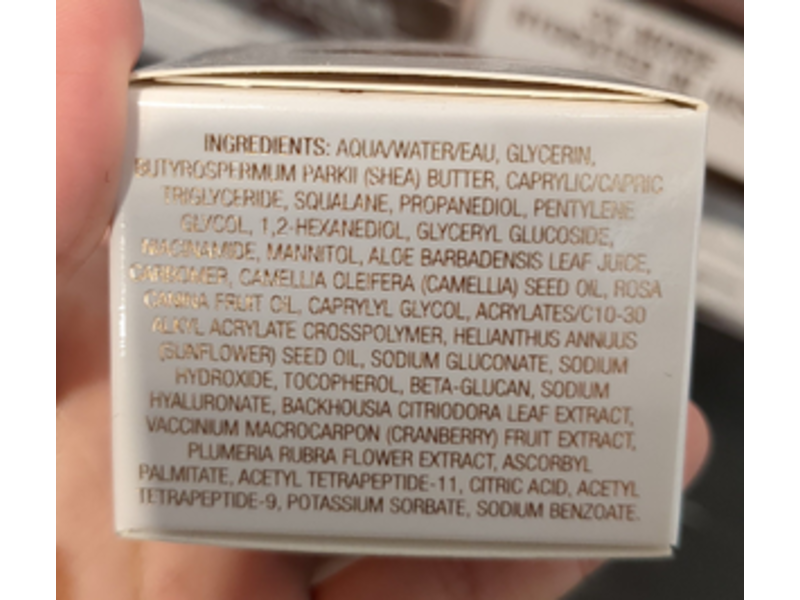 INGREDIENTS: AQUA/WATER/EAU, GLYCERIN,
BUTYROSPERMUM PARKII (SHEA) BUTTER, CAPRYLIC/CAPRIC
TRIGLYCERIDE, SQUALANE, PROPANEDIOL, PENTYLENE
GLYCOL, 1,2-HEXANEDIOL, GLYCERYL GLUCOSIDE,
NIACINAMIDE, MANNITOL, ALOE BARBADENSIS LEAF JUICE,
CARBOMER, CAMELLIA OLEIFERA (CAMELLIA) SEED OIL, ROSA
CANINA FRUIT OIL, CAPRYLYL GLYCOL, ACRYLATES/C10-30
ALKYL ACRYLATE CROSSPOLYMER, HELIANTHUS ANNUUS
(SUNFLOWER) SEED OIL, SODIUM GLUCONATE, SODIUM
HYDROXIDE, TOCOPHEROL, BETA-GLUCAN, SODIUM
HYALURONATE, BACKHOUSIA CITRIODORA LEAF EXTRACT,
VACCINIUM MACROCARPON (CRANBERRY) FRUIT EXTRACT,
PLUMERIA RUBRA FLOWER EXTRACT, ASCORBYL
PALMITATE, ACETYL TETRAPEPTIDE-11, CITRIC ACID, ACETYL
TETRAPEPTIDE-9, POTASSIUM SORBATE, SODIUM BENZOATE.